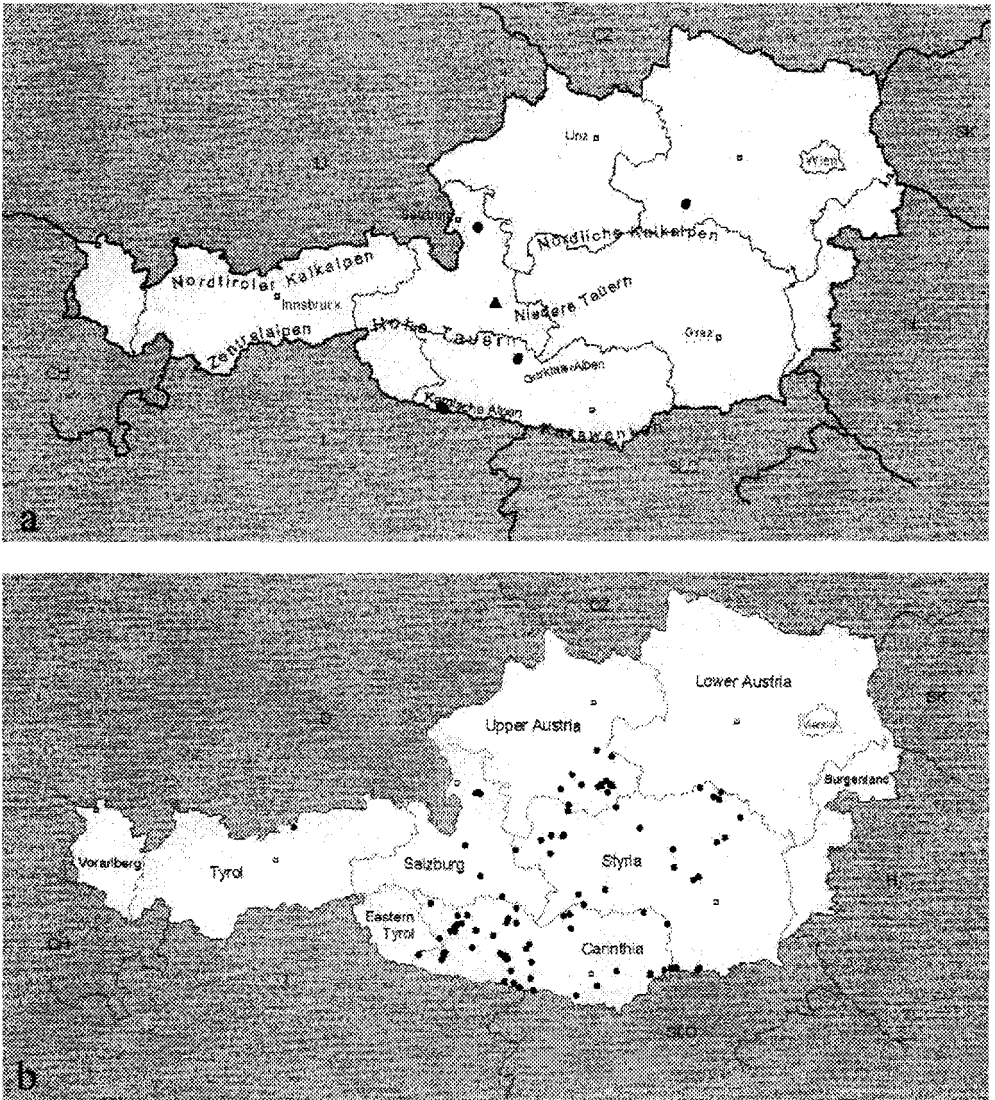 CZ
SK
Linz
Wien
Salzburg
Nördliche Kalkalpen
Nordtiroler Kalkalpen
Innsbruck
Niedere Tauern
Hohe Tauern
Zentralalpen
Graz
Gurktaler Alpen
CH
Karnische Alpen
Karawanken
I
SLO
a
CZ
Lower Austria
SK
D
Upper Austria
Vienna
Burgenland
Vorarlberg
Tyrol
Salzburg
Styria
H
Eastern
Tyrol
Carinthia
CH
I
SLO
b